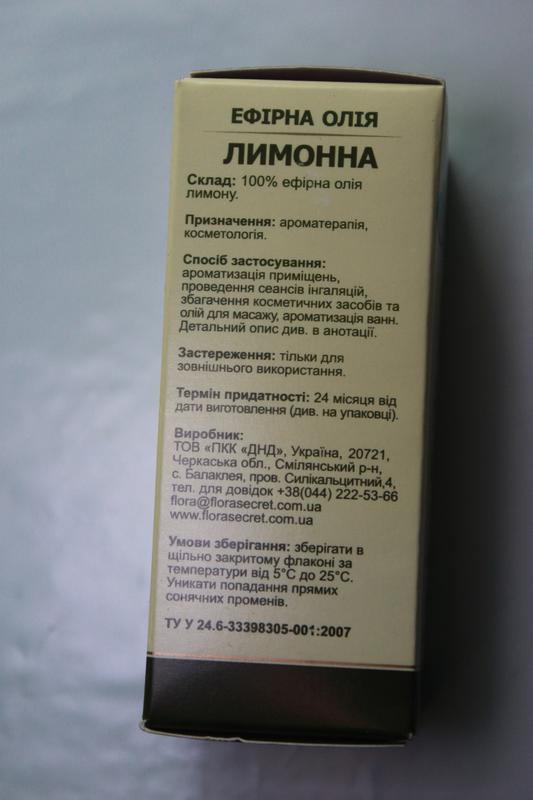 ЕФІРНА ОЛІЯ
ЛИМОННА
Склад: 100% ефірна олія
лимону.
Призначення: ароматерапія,
косметологія.
Спосіб застосування:
ароматизація приміщень,
проведення сеансів інгаляцій,
збагачення косметичних засобів та
олій для масажу, ароматизація ванн.
Детальний опис див. в анотації.
Застереження: тільки для
зовнішнього використання.
Термін придатності: 24 місяця від
дати виготовлення (див. на упаковці).
Виробник:
ТОВ «ПКК «ДНД», Україна, 20721,
Черкаська обл., Смілянський р-н,
с. Балаклея, пров. Силікальцитний,4,
тел. для довідок +38(044) 222-53-66
flora@florasecret.com.ua
www.florasecret.com.ua
Умови зберігання: зберігати в
щільно закритому флаконі за
температури від 5°С до 25°С.
Уникати попадання прямих
сонячних променів.
ТУ У 24.6-33398305-001:2007